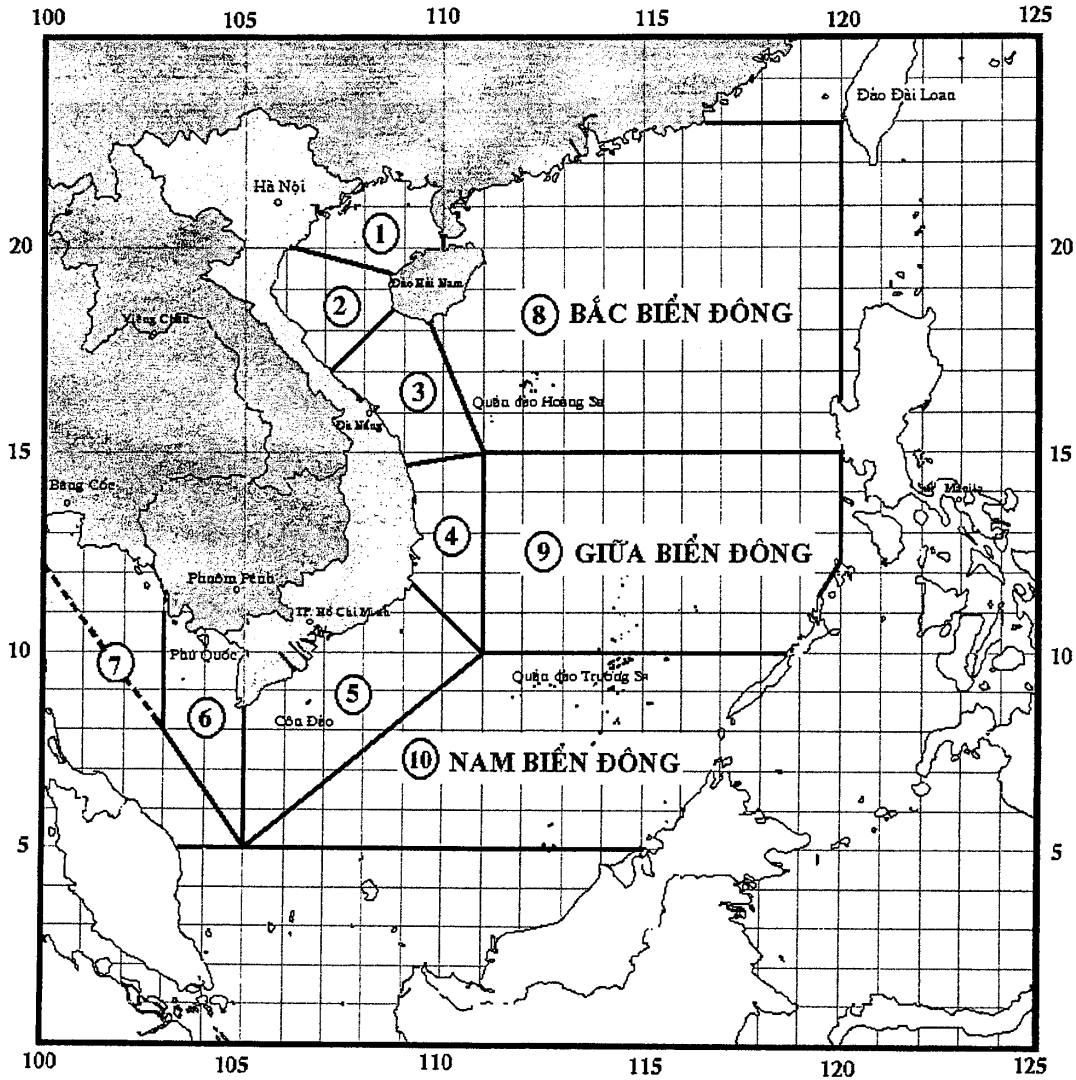 100 105 110 115 120 125
Đảo Đài Loan
Hà Nội
20 1 20
Đảo Hải Nam
2
8 BẮC BIỂN ĐÔNG
Viêng Chăn
3
Quần đảo Hoàng Sa
Đà Nẵng
15 15
Băng Cốc
Manila
4
9 GIỮA BIỂN ĐÔNG
Phnôm Pênh
TP. Hồ Chí Minh
10 Phú Quốc 10
7
Quần đảo Trường Sa
5
6
Côn Đảo
10 NAM BIỂN ĐÔNG
5 5
100 105 110 115 120 125